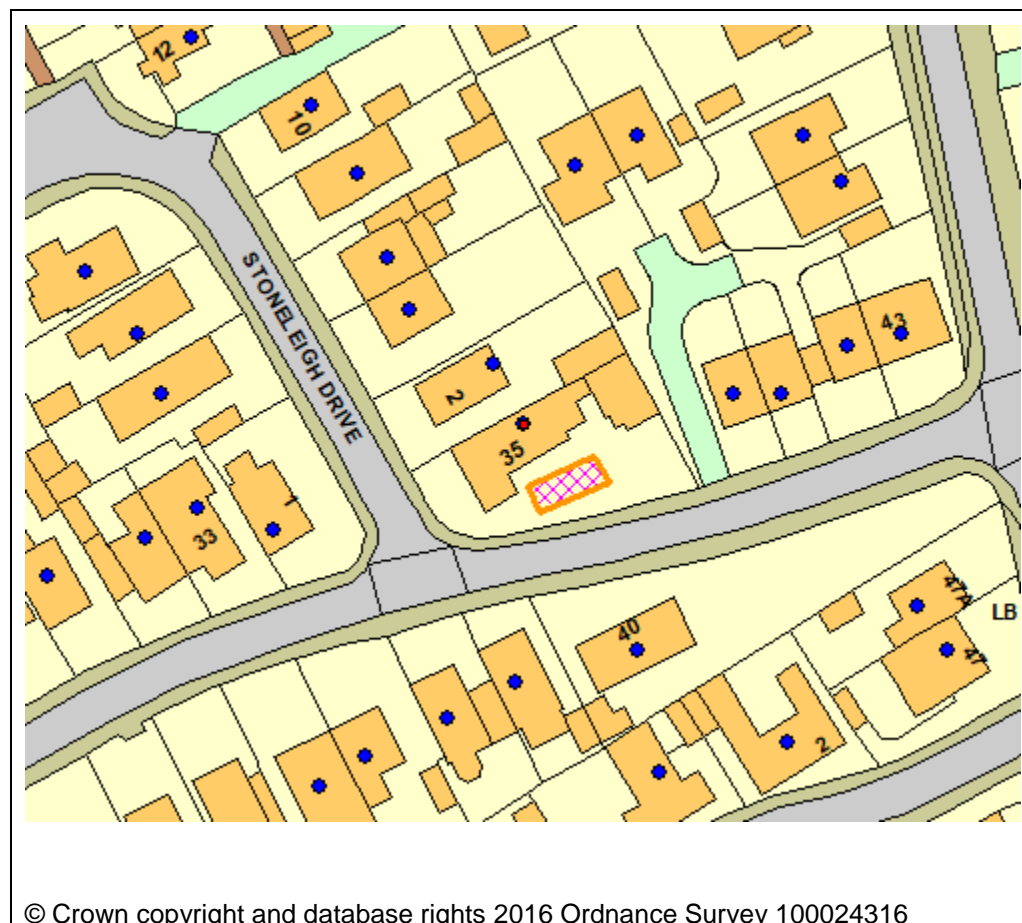 12
10
STONELEIGH DRIVE
43
2
35
1
33
47A
LB
40
47
2
© Crown copyright and database rights 2016 Ordnance Survey 100024316